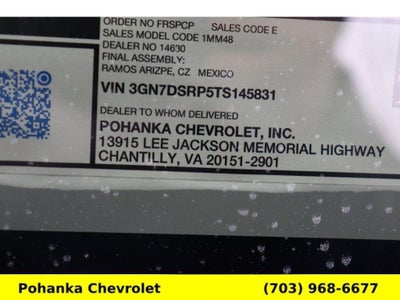 ORDER NO FRSPCP SALES CODE E
SALES MODEL CODE 1MM48
DEALER NO 14630
FINAL ASSEMBLY:
RAMOS ARIZPE, CZ MEXICO
VIN 3GN7DSRP5TS145831
DEALER TO WHOM DELIVERED
POHANKA CHEVROLET, INC.
13915 LEE JACKSON MEMORIAL HIGHWAY
CHANTILLY, VA 20151-2901
Pohanka Chevrolet (703) 968-6677